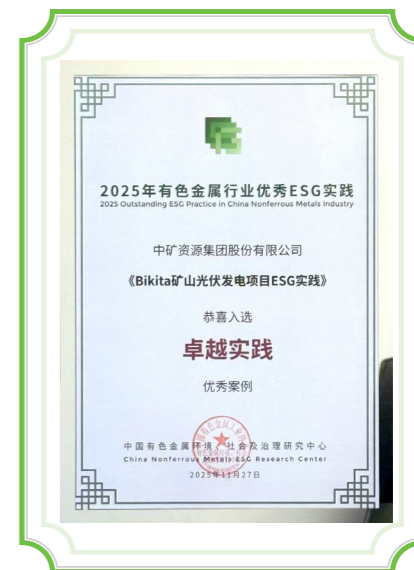 2025年有色金属行业优秀ESG实践
2025 Outstanding ESG Practice in China Nonferrous Metals Industry
中矿资源集团股份有限公司
《Bikita矿山光伏发电项目ESG实践》
恭喜入选
卓越实践
优秀案例
中国有色金属环境、社会及治理研究中心
China Nonferrous Metals ESG Research Center
2025年11月27日